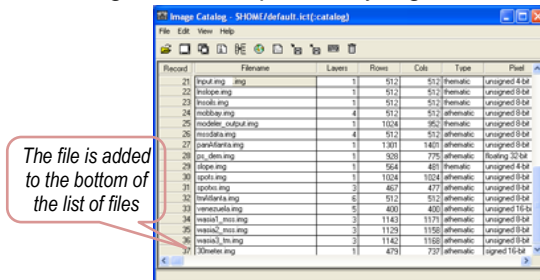 Image Catalog - $HOME/default.ict(:catalog)
File Edit View Help
Record Filename Layers Rows Cols Type Pixel
21 Input.img .img 1 512 512 thematic unsigned 4-bit
22 lnslope.img 1 512 512 thematic unsigned 8-bit
23 lnsoils.img 1 512 512 thematic unsigned 8-bit
24 mobbay.img 4 512 512 athematic unsigned 8-bit
25 modeler_output.img 1 1024 952 thematic unsigned 8-bit
26 mssdata.img 4 512 512 athematic unsigned 8-bit
27 panAtlanta.img 1 1301 1401 athematic unsigned 8-bit
28 ps_dem.img 1 928 775 athematic floating 32-bit
29 slope.img 1 564 481 thematic unsigned 4-bit
30 spots.img 1 1024 1024 athematic unsigned 8-bit
31 spotxs.img 3 467 477 athematic unsigned 8-bit
32 tmAtlanta.img 6 512 512 athematic unsigned 8-bit
33 venezuela.img 5 400 400 athematic unsigned 16-bi
34 wasia1_mss.img 3 1143 1171 athematic unsigned 8-bit
35 wasia2_mss.img 3 1129 1158 athematic unsigned 8-bit
36 wasia3_tm.img 3 1142 1168 athematic unsigned 8-bit
37 30meter.img 1 479 737 athematic signed 16-bit
The file is added
to the bottom of
the list of files